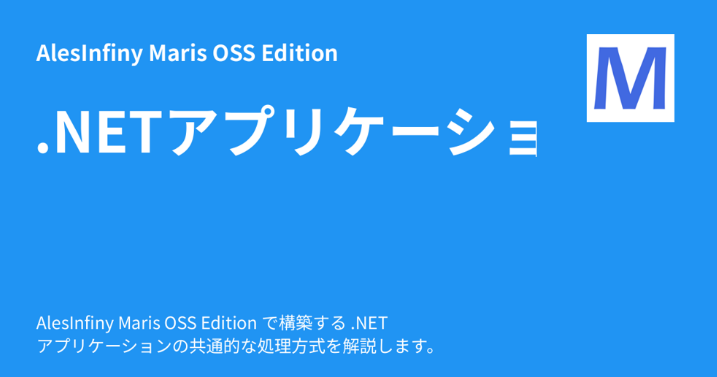 AlesInfiny Maris OSS Edition
M
.NETアプリケーショ
AlesInfiny Maris OSS Edition で構築する .NET
アプリケーションの共通的な処理方式を解説します。